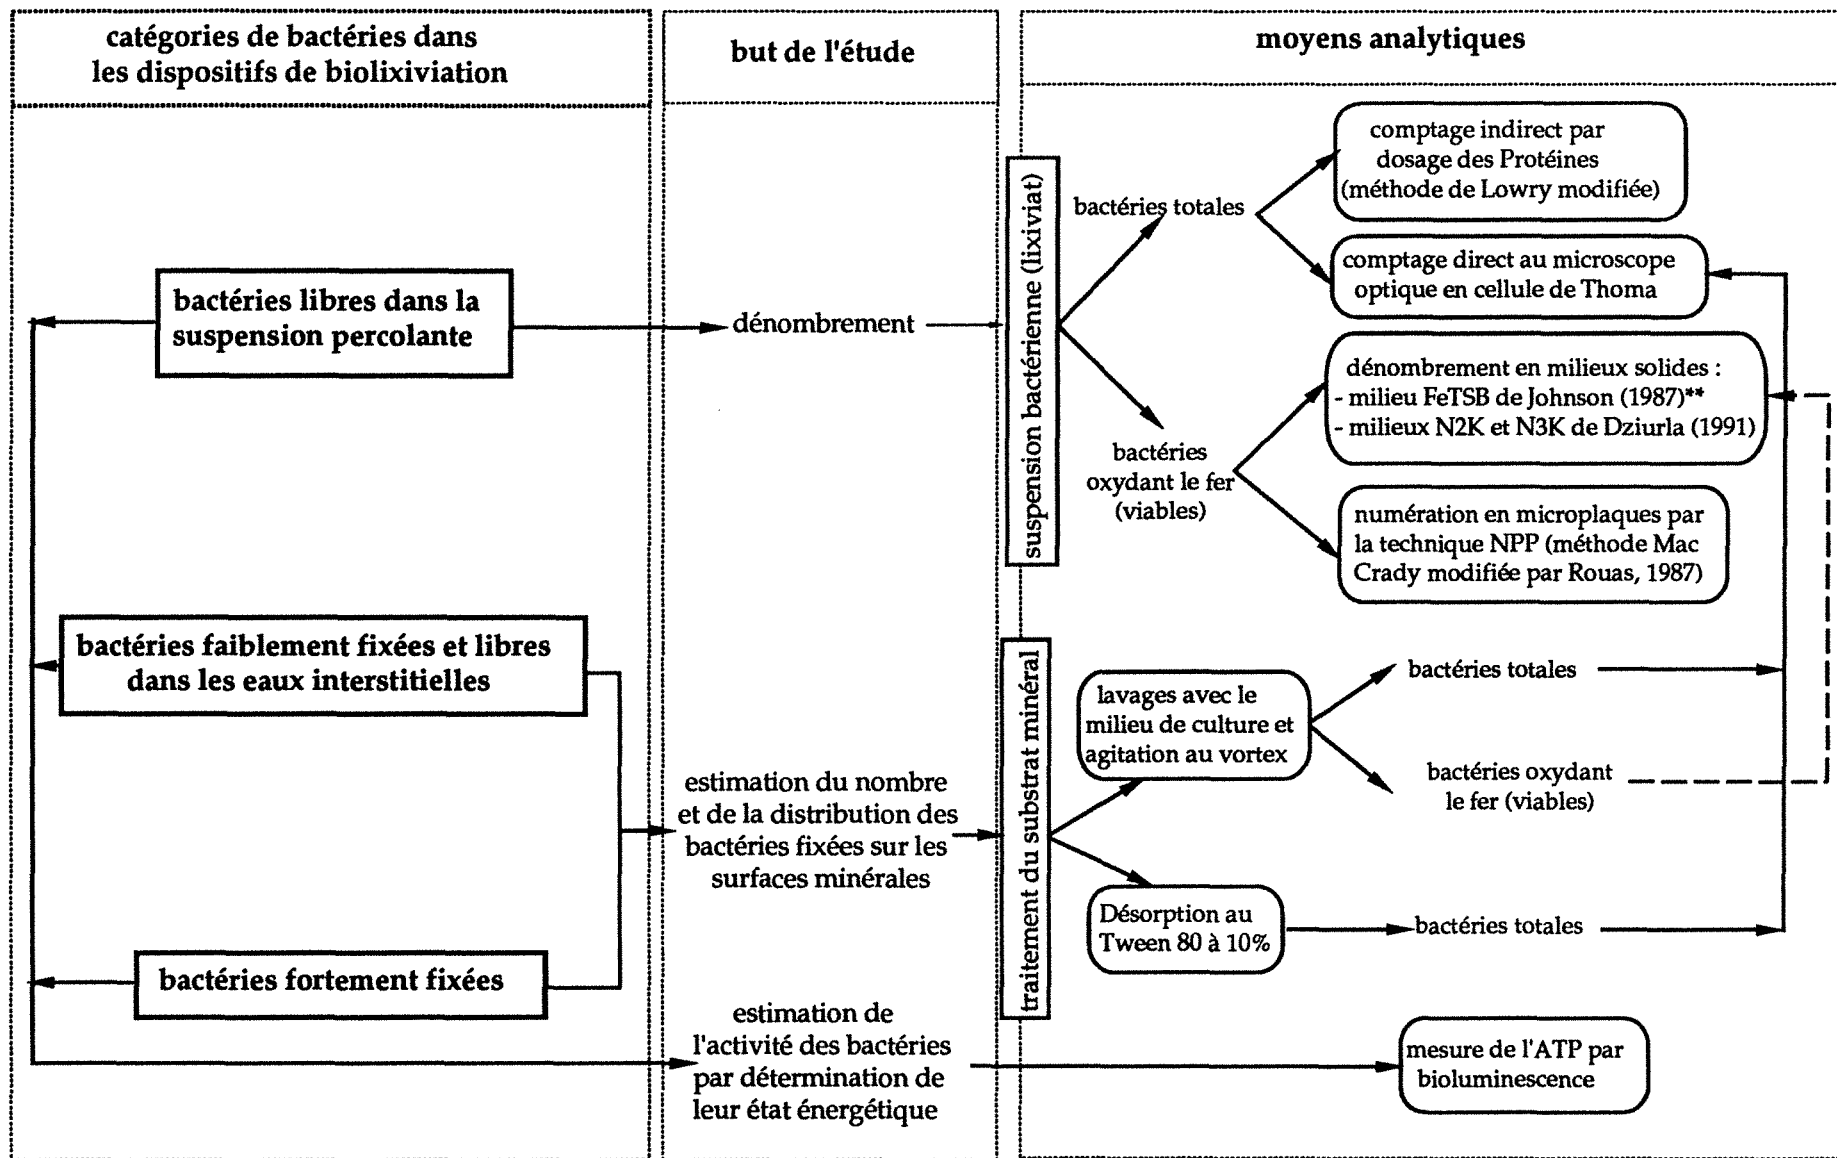 catégories de bactéries dans
les dispositifs de biolixiviation
but de l'étude
moyens analytiques
bactéries libres dans la
suspension percolante
dénombrement
suspension bactérienne (lixiviat)
bactéries totales
comptage indirect par
dosage des Protéines
(méthode de Lowry modifiée)
comptage direct au microscope
optique en cellule de Thoma
bactéries
oxydant le fer
(viables)
dénombrement en milieux solides :
- milieu FeTSB de Johnson (1987)**
- milieux N2K et N3K de Dziurla (1991)
numération en microplaques par
la technique NPP (méthode Mac
Crady modifiée par Rouas, 1987)
bactéries faiblement fixées et libres
dans les eaux interstitielles
bactéries fortement fixées
estimation du nombre
et de la distribution des
bactéries fixées sur les
surfaces minérales
traitement du substrat minéral
lavages avec le
milieu de culture et
agitation au vortex
bactéries totales
bactéries oxydant
le fer (viables)
Désorption au
Tween 80 à 10%
bactéries totales
estimation de
l'activité des bactéries
par détermination de
leur état énergétique
mesure de l'ATP par
bioluminescence